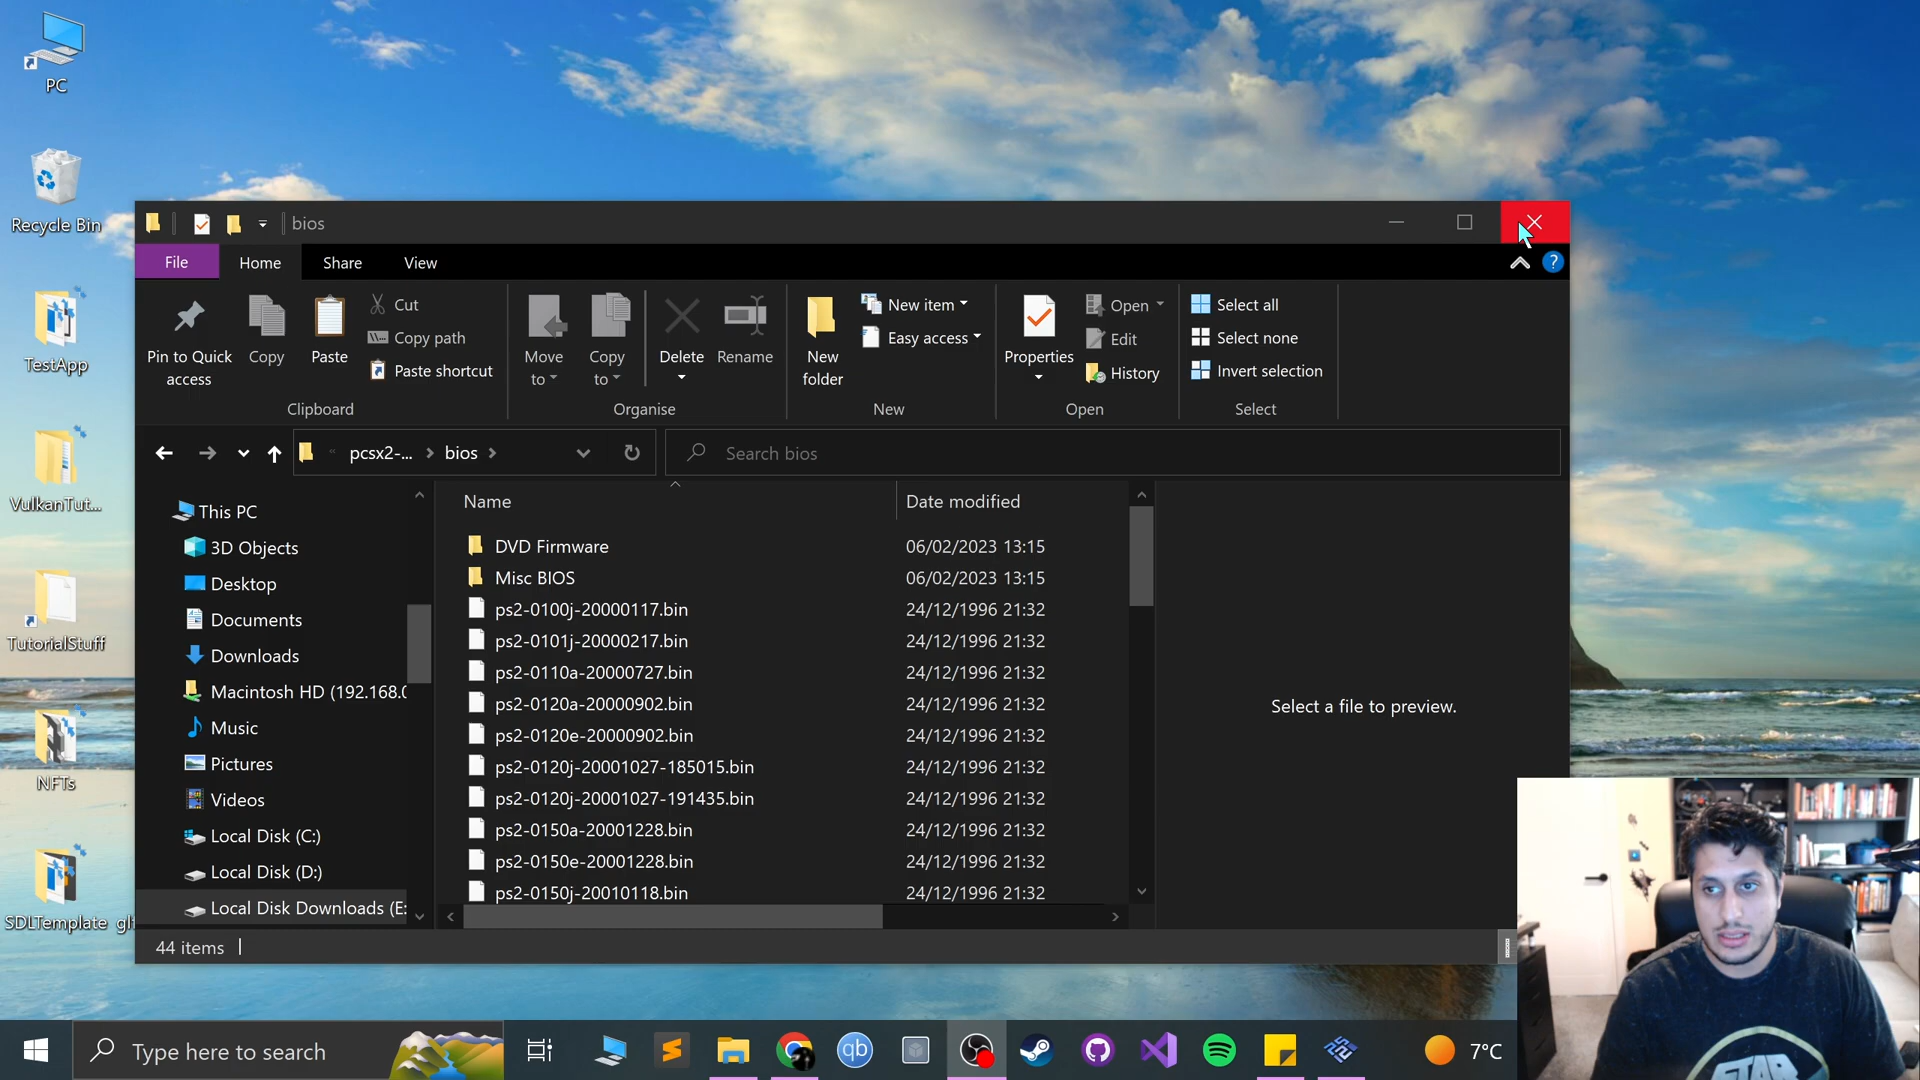 PC
Recycle Bin
TestApp
VulkanTut...
TutorialStuff
NFTs
SDLTemplate
bios
File
Home
Share
View
Pin to Quick
access
Copy
Paste
Cut
Copy path
Paste shortcut
Clipboard
Move
to
Copy
to
Delete
Rename
Organise
New
folder
New item
Easy access
New
Properties
Open
Edit
History
Open
Select all
Select none
Invert selection
Select
pcsx2-...
bios
Search bios
This PC
3D Objects
Desktop
Documents
Downloads
Macintosh HD (192.168.0
Music
Pictures
Videos
Local Disk (C:)
Local Disk (D:)
Local Disk Downloads (E:
Name Date modified
DVD Firmware 06/02/2023 13:15
Misc BIOS 06/02/2023 13:15
ps2-0100j-20000117.bin 24/12/1996 21:32
ps2-0101j-20000217.bin 24/12/1996 21:32
ps2-0110a-20000727.bin 24/12/1996 21:32
ps2-0120a-20000902.bin 24/12/1996 21:32
ps2-0120e-20000902.bin 24/12/1996 21:32
ps2-0120j-20001027-185015.bin 24/12/1996 21:32
ps2-0120j-20001027-191435.bin 24/12/1996 21:32
ps2-0150a-20001228.bin 24/12/1996 21:32
ps2-0150e-20001228.bin 24/12/1996 21:32
ps2-0150j-20010118.bin 24/12/1996 21:32
Select a file to preview.
44 items
Type here to search
qb
7°C
STAR